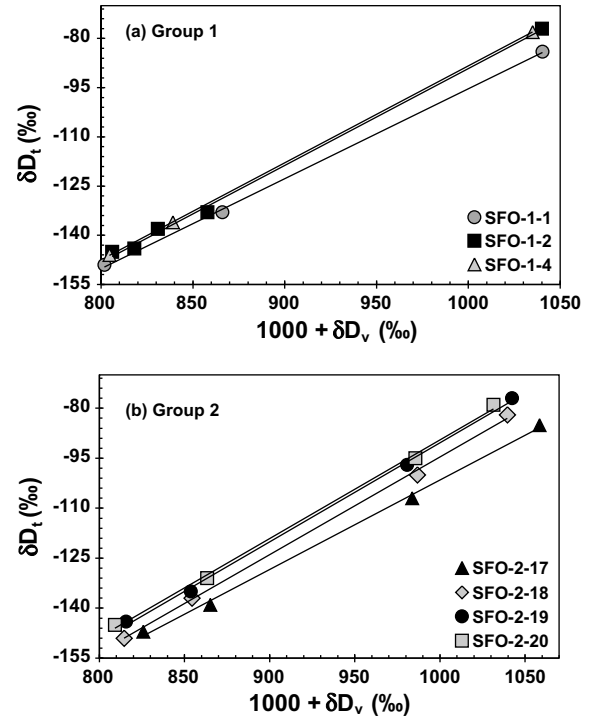 (a) Group 1
-80
-95
-110
-125
-140
-155
δDt (‰)
SFO-1-1
SFO-1-2
SFO-1-4
800 850 900 950 1000 1050
1000 + δDv (‰)
(b) Group 2
-80
-95
-110
-125
-140
-155
δDt (‰)
SFO-2-17
SFO-2-18
SFO-2-19
SFO-2-20
800 850 900 950 1000 1050
1000 + δDv (‰)